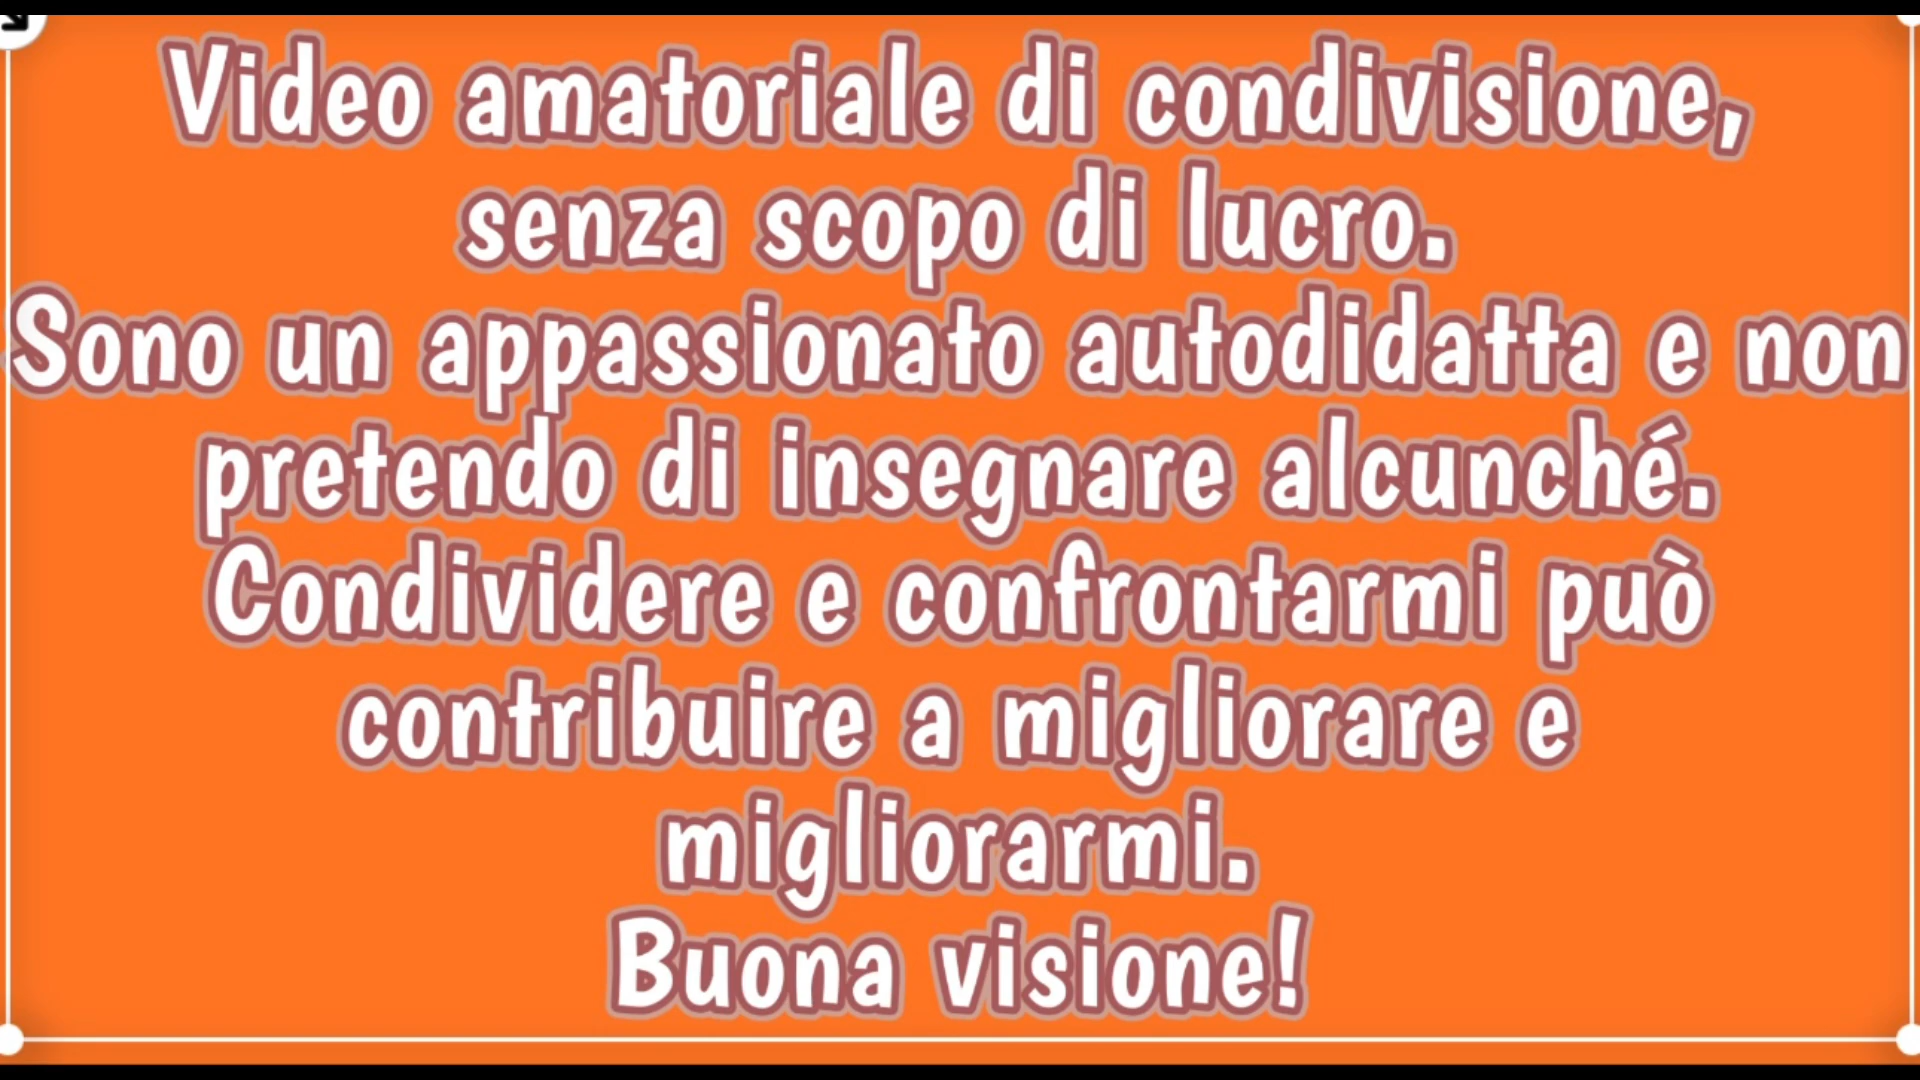 Video amatoriale di condivisione,
senza scopo di lucro.
Sono un appassionato autodidatta e non
pretendo di insegnare alcunché.
Condividere e confrontarmi può
contribuire a migliorare e
migliorarmi.
Buona visione!